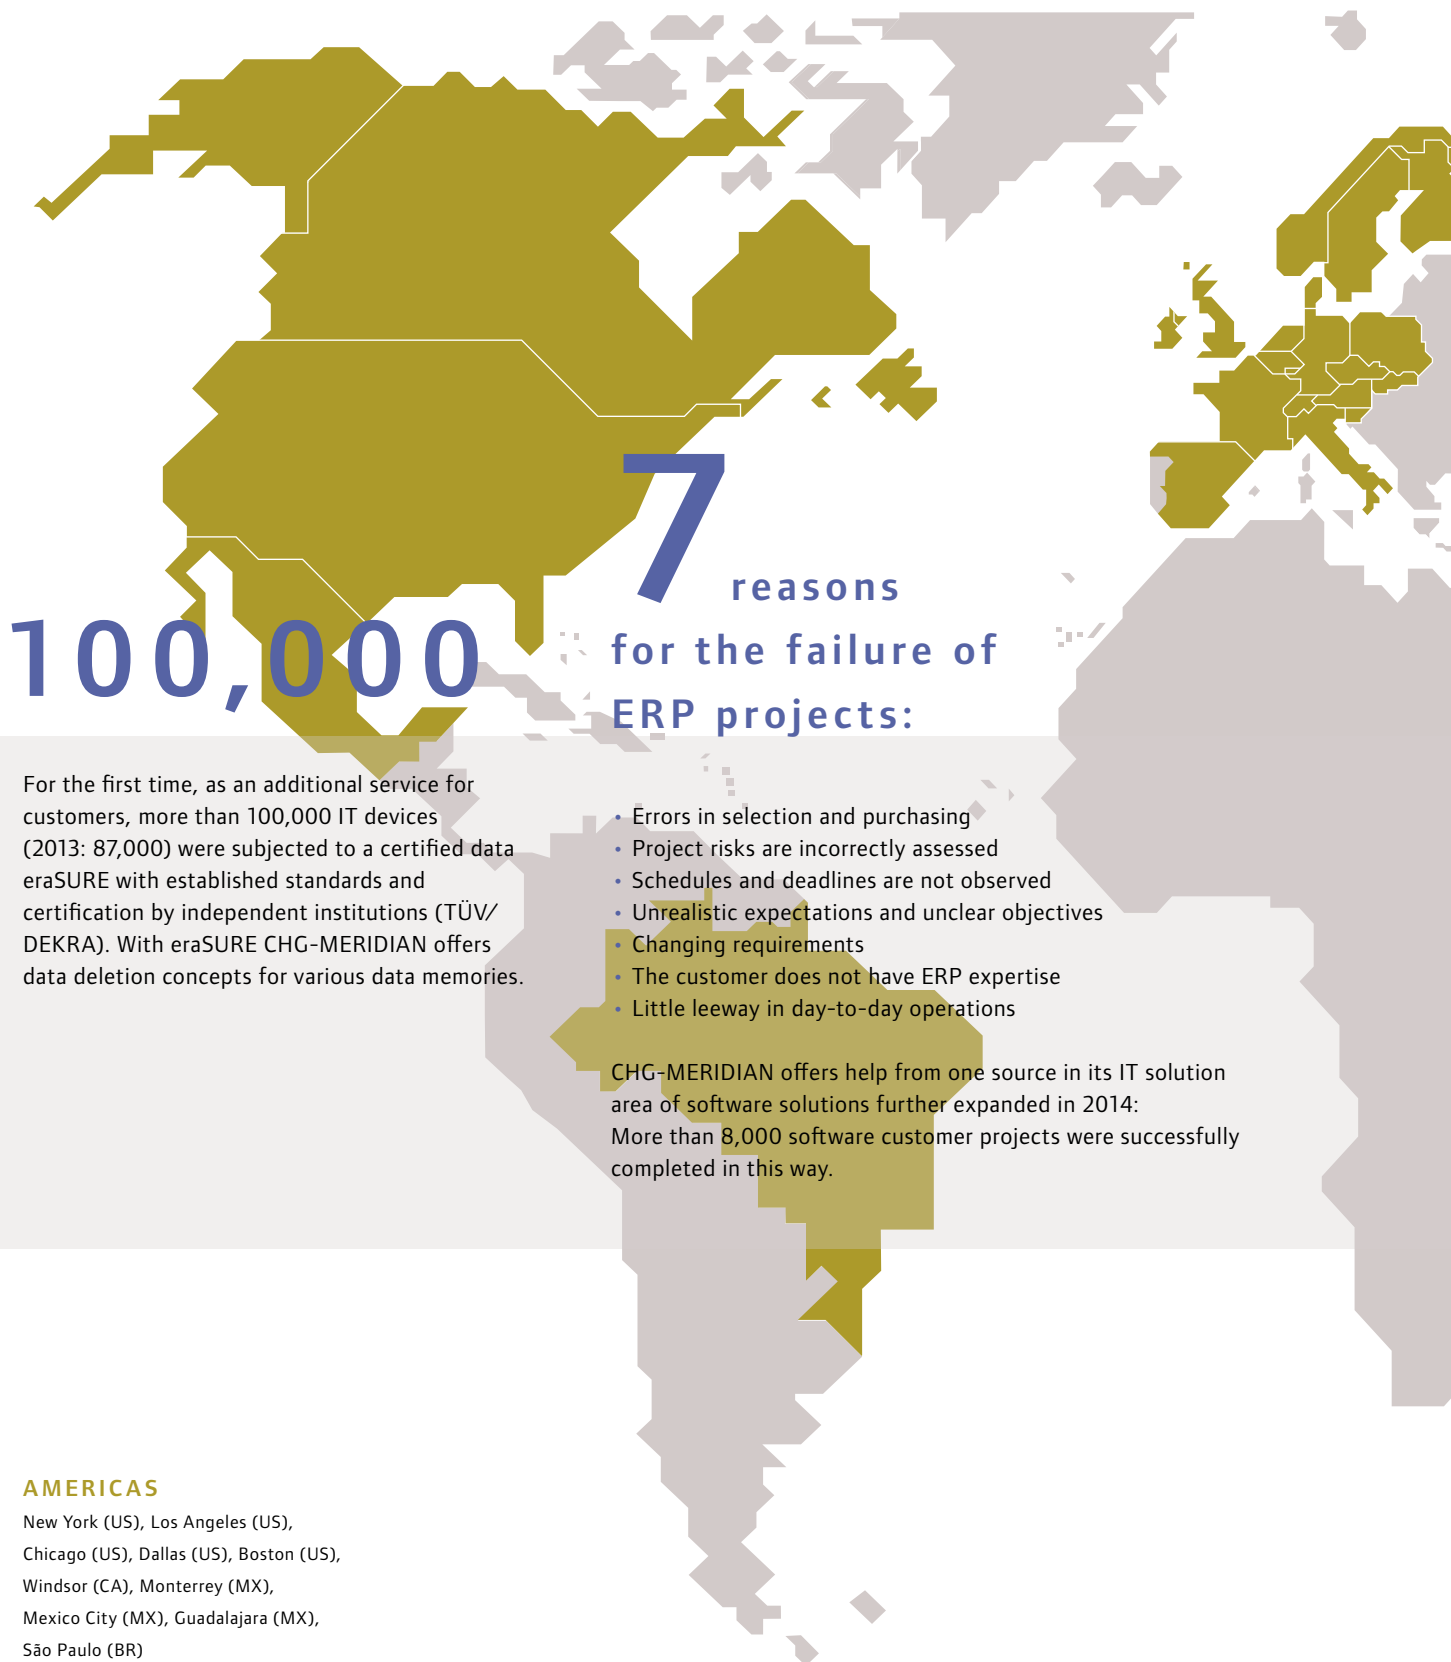 100,000
For the first time, as an additional service for
customers, more than 100,000 IT devices
(2013: 87,000) were subjected to a certified data
eraSURE with established standards and
certification by independent institutions (TÜV/
DEKRA). With eraSURE CHG-MERIDIAN offers
data deletion concepts for various data memories.
7 reasons
for the failure of
ERP projects:
• Errors in selection and purchasing
• Project risks are incorrectly assessed
• Schedules and deadlines are not observed
• Unrealistic expectations and unclear objectives
• Changing requirements
• The customer does not have ERP expertise
• Little leeway in day-to-day operations
CHG-MERIDIAN offers help from one source in its IT solution
area of software solutions further expanded in 2014:
More than 8,000 software customer projects were successfully
completed in this way.
AMERICAS
New York (US), Los Angeles (US),
Chicago (US), Dallas (US), Boston (US),
Windsor (CA), Monterrey (MX),
Mexico City (MX), Guadalajara (MX),
São Paulo (BR)